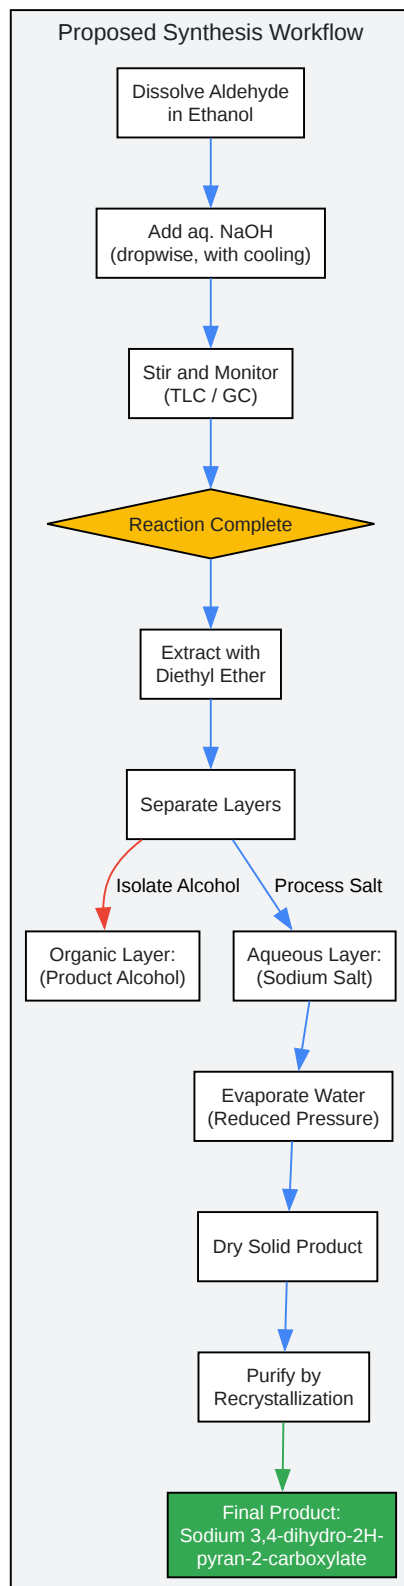 Proposed Synthesis Workflow
Dissolve Aldehyde
in Ethanol
Add aq. NaOH
(dropwise, with cooling)
Stir and Monitor
(TLC / GC)
Reaction Complete
Extract with
Diethyl Ether
Separate Layers
Isolate Alcohol
Process Salt
Organic Layer:
(Product Alcohol)
Aqueous Layer:
(Sodium Salt)
Evaporate Water
(Reduced Pressure)
Dry Solid Product
Purify by
Recrystallization
Final Product:
Sodium 3,4-dihydro-2H-
pyran-2-carboxylate